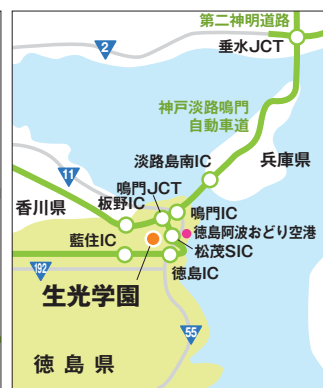 第二神明道路
2
垂水JCT
神戸淡路鳴門
自動車道
淡路島南IC
兵庫県
11
鳴門JCT
香川県
板野IC
鳴門IC
徳島阿波おどり空港
藍住IC
松茂SIC
192
徳島IC
生光学園
55
徳島県